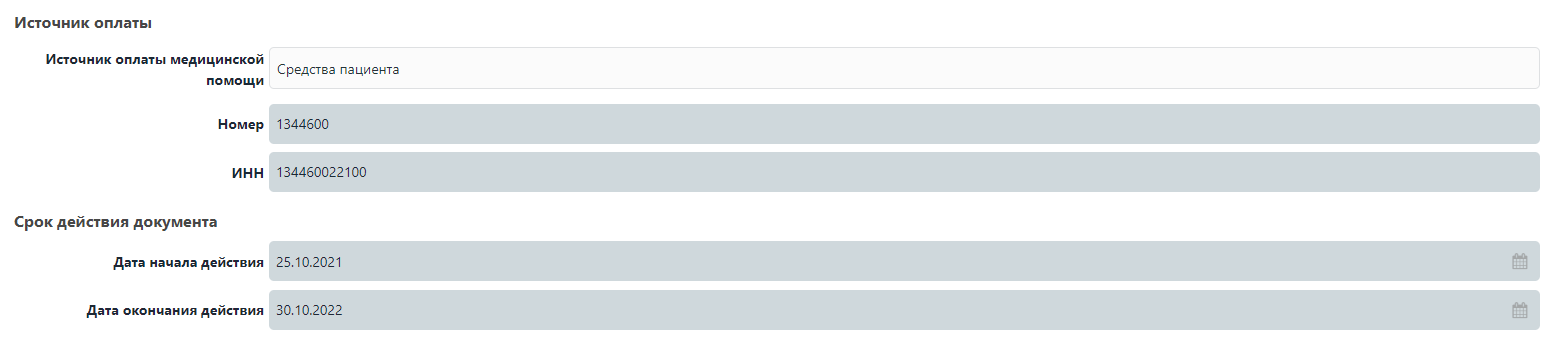 Источник оплаты
Источник оплаты медицинской
помощи
Средства пациента
Номер
1344600
ИНН
134460022100
Срок действия документа
Дата начала действия
25.10.2021
Дата окончания действия
30.10.2022